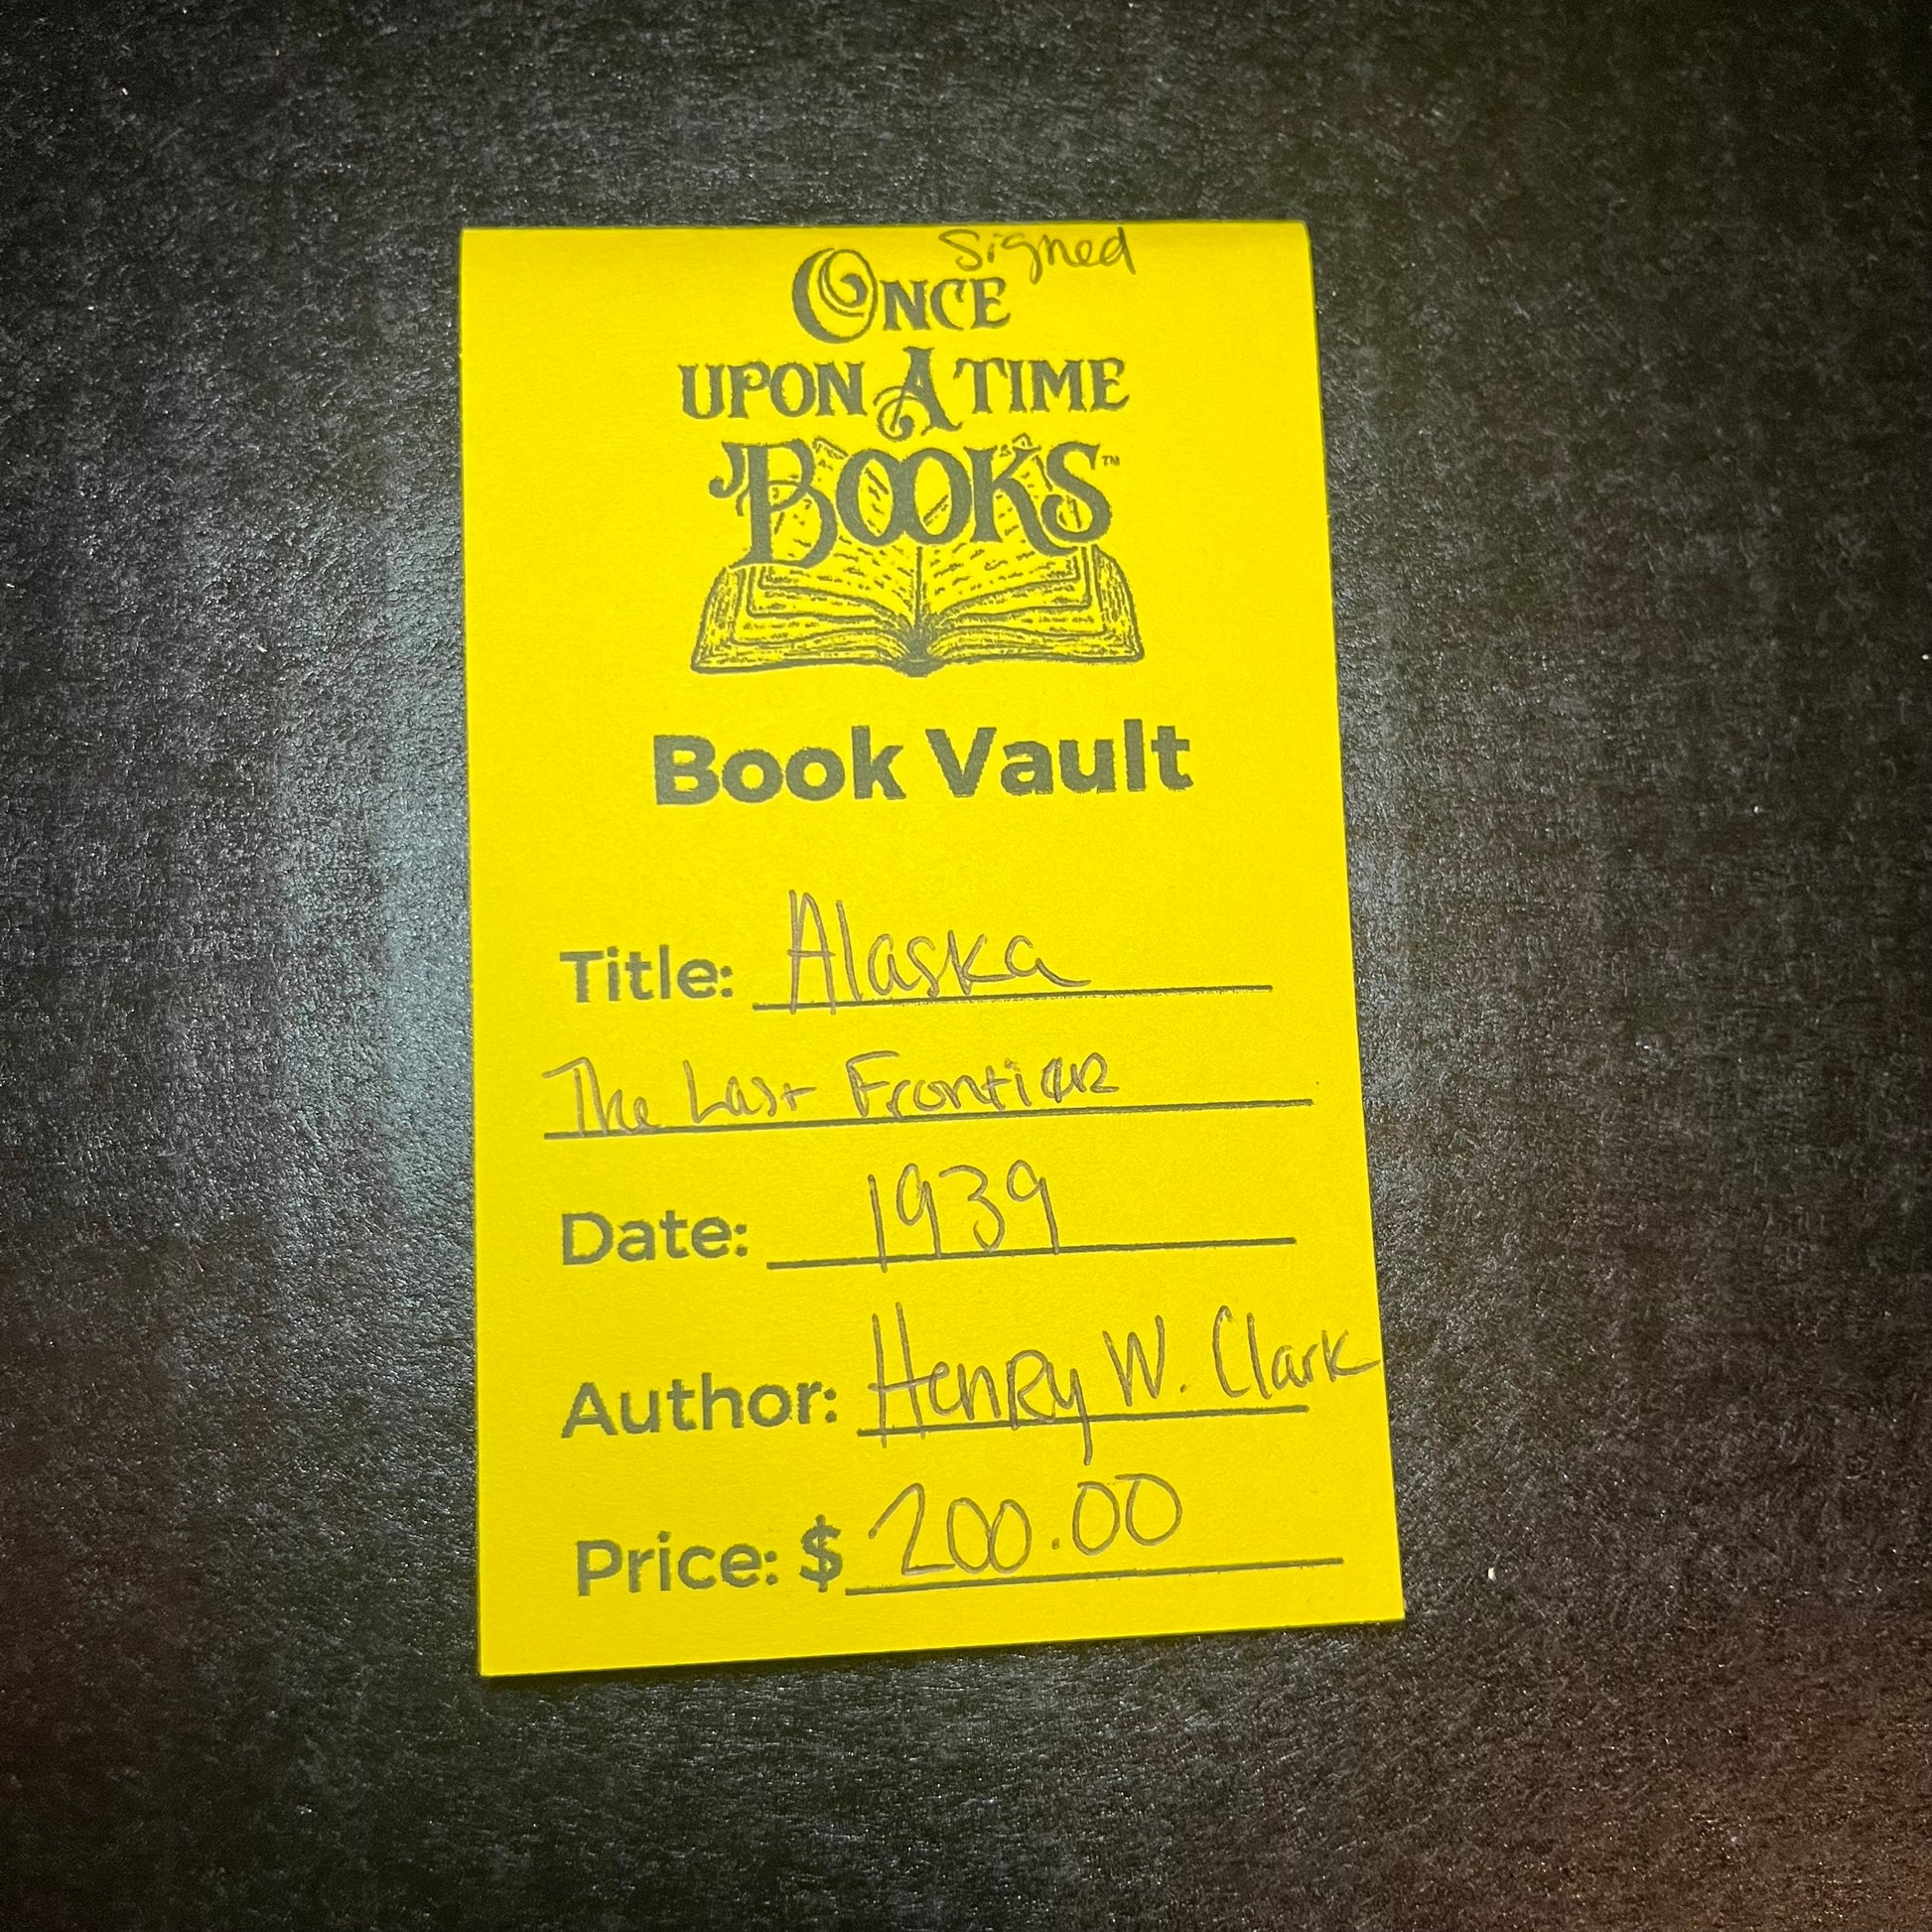 Signed
ONCE
UPON A TIME
BOOKS™
Book Vault
Title: Alaska
The Last Frontier
Date: 1939
Author: Henry W. Clark
Price: $ 200.00